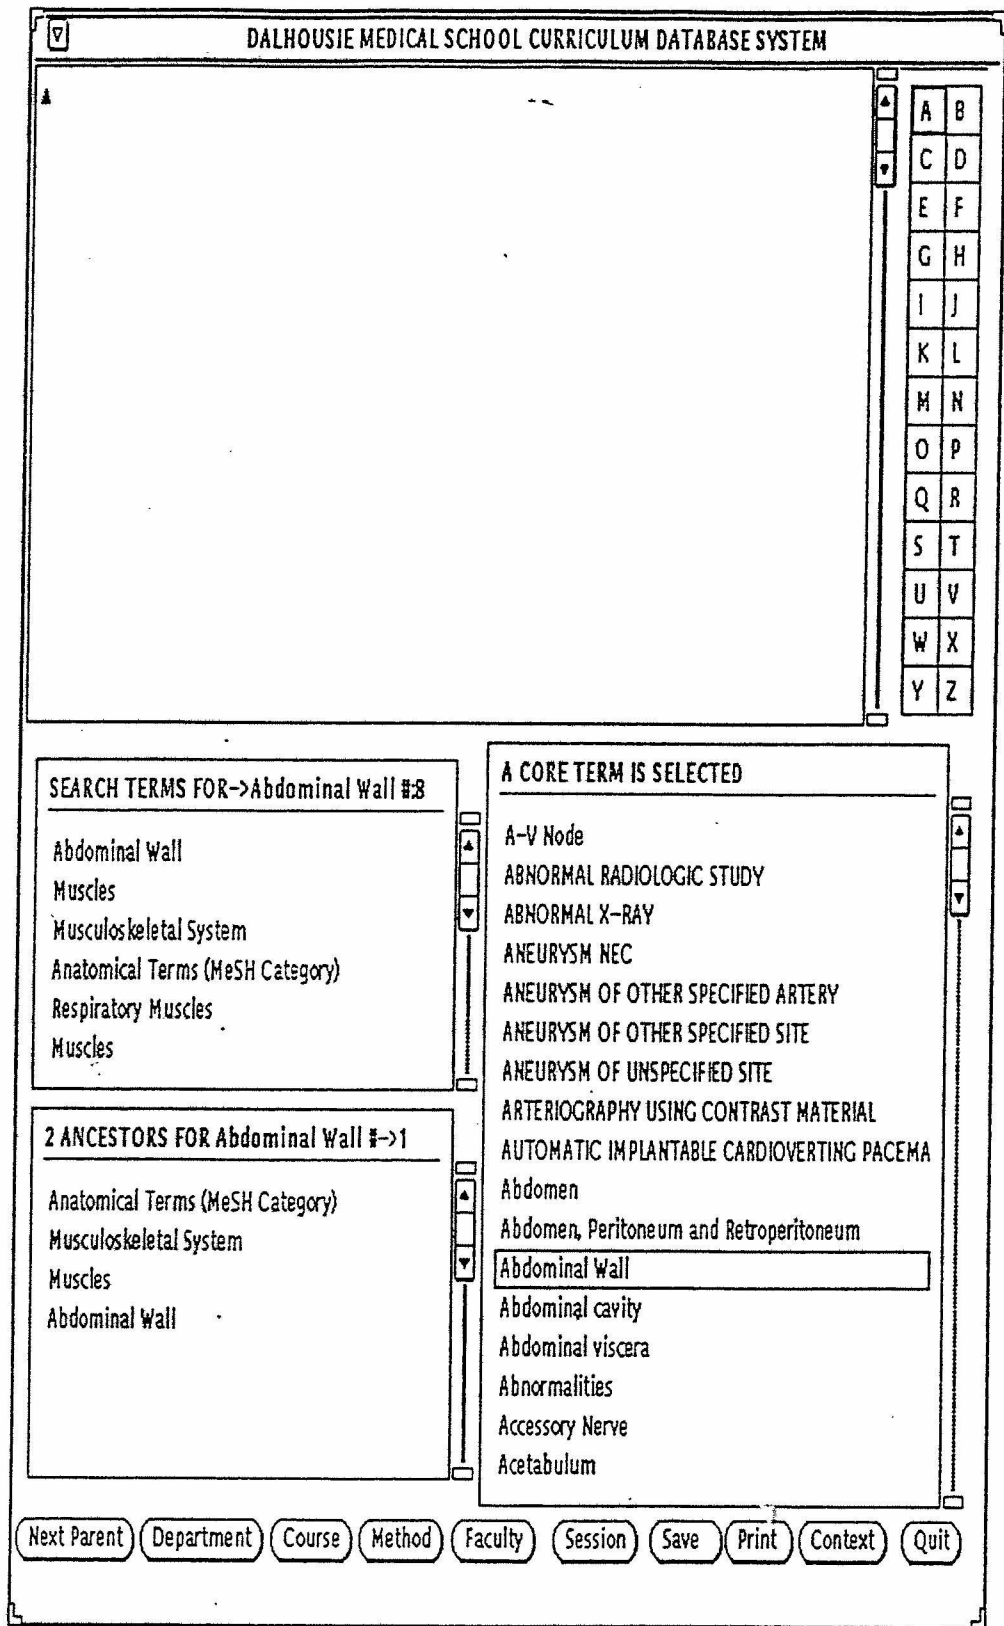 DALHOUSIE MEDICAL SCHOOL CURRICULUM DATABASE SYSTEM
A B
C D
E F
G H
I J
K L
M N
O P
Q R
S T
U V
W X
Y Z
SEARCH TERMS FOR->Abdominal Wall #:8
Abdominal Wall
Muscles
Musculoskeletal System
Anatomical Terms (MeSH Category)
Respiratory Muscles
Muscles
2 ANCESTORS FOR Abdominal Wall #->1
Anatomical Terms (MeSH Category)
Musculoskeletal System
Muscles
Abdominal Wall
A CORE TERM IS SELECTED
A-V Node
ABNORMAL RADIOLOGIC STUDY
ABNORMAL X-RAY
ANEURYSM NEC
ANEURYSM OF OTHER SPECIFIED ARTERY
ANEURYSM OF OTHER SPECIFIED SITE
ANEURYSM OF UNSPECIFIED SITE
ARTERIOGRAPHY USING CONTRAST MATERIAL
AUTOMATIC IMPLANTABLE CARDIOVERTING PACEMA
Abdomen
Abdomen, Peritoneum and Retroperitoneum
Abdominal Wall
Abdominal cavity
Abdominal viscera
Abnormalities
Accessory Nerve
Acetabulum
Next Parent Department Course Method Faculty Session Save Print Context Quit